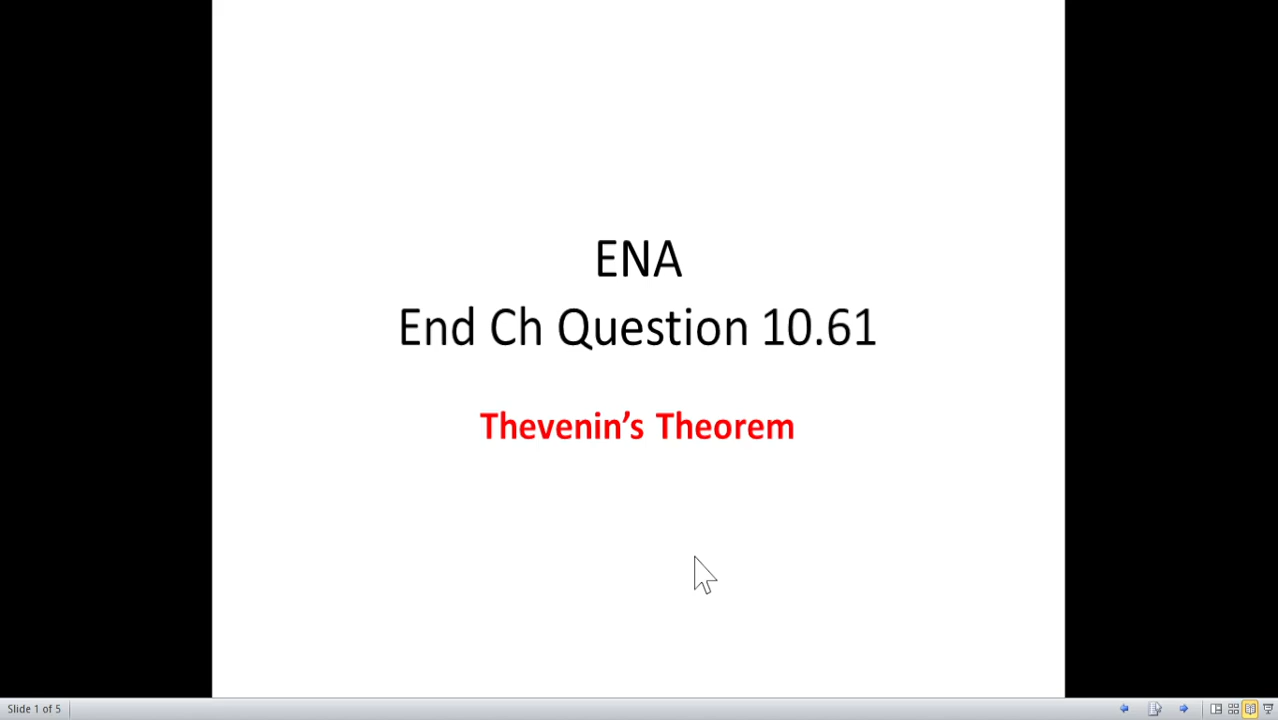 ENA
End Ch Question 10.61
Thevenin’s Theorem
Slide 1 of 5